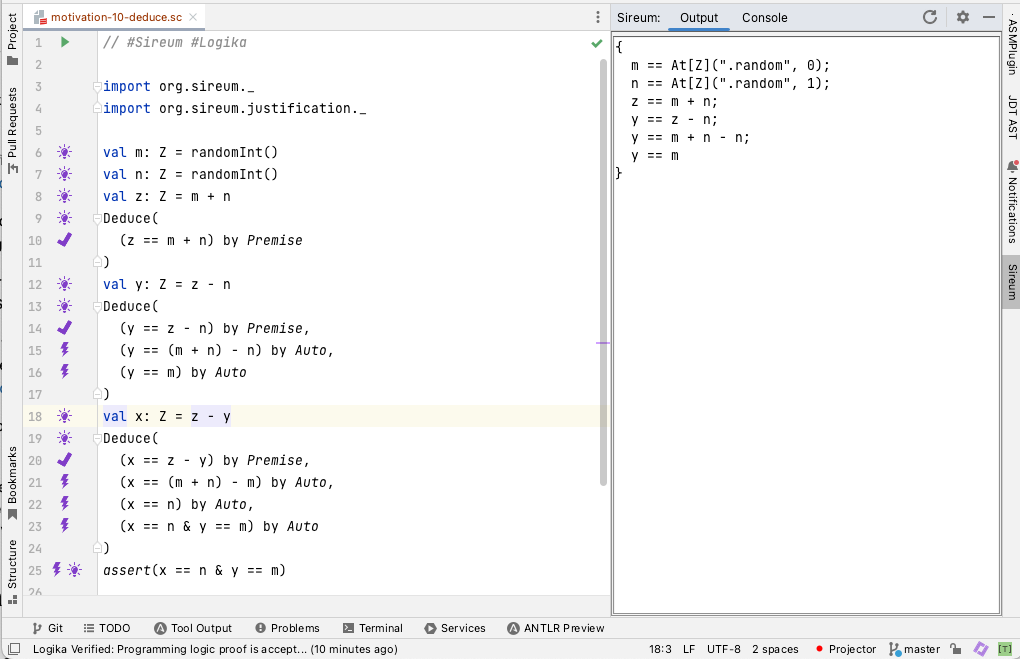 motivation-10-deduce.sc
Sireum:
Output
Console
Project
Pull Requests
Bookmarks
Structure
1 // #Sireum #Logika
2
3 import org.sireum._
4 import org.sireum.justification._
5
6 val m: Z = randomInt()
7 val n: Z = randomInt()
8 val z: Z = m + n
9 Deduce(
10 (z == m + n) by Premise
11 )
12 val y: Z = z - n
13 Deduce(
14 (y == z - n) by Premise,
15 (y == (m + n) - n) by Auto,
16 (y == m) by Auto
17 )
18 val x: Z = z - y
19 Deduce(
20 (x == z - y) by Premise,
21 (x == (m + n) - m) by Auto,
22 (x == n) by Auto,
23 (x == n & y == m) by Auto
24 )
25 assert(x == n & y == m)
26
{
m == At[Z](".random", 0);
n == At[Z](".random", 1);
z == m + n;
y == z - n;
y == m + n - n;
y == m
}
ASMPlugin
JDT AST
Notifications
Sireum
Git
TODO
Tool Output
Problems
Terminal
Services
ANTLR Preview
Logika Verified: Programming logic proof is accept... (10 minutes ago)
18:3
LF
UTF-8
2 spaces
Projector
master
[T]